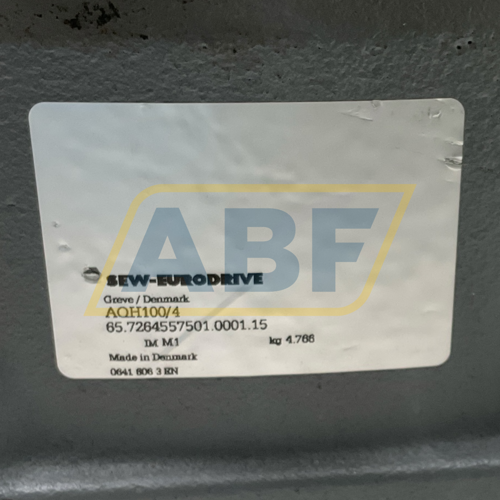 ABF
SEW-EURODRIVE
Greve / Denmark
AQH100/4
65.7264557501.0001.15
IM M1 kg 4.766
Made in Denmark
0641 606 3 EN